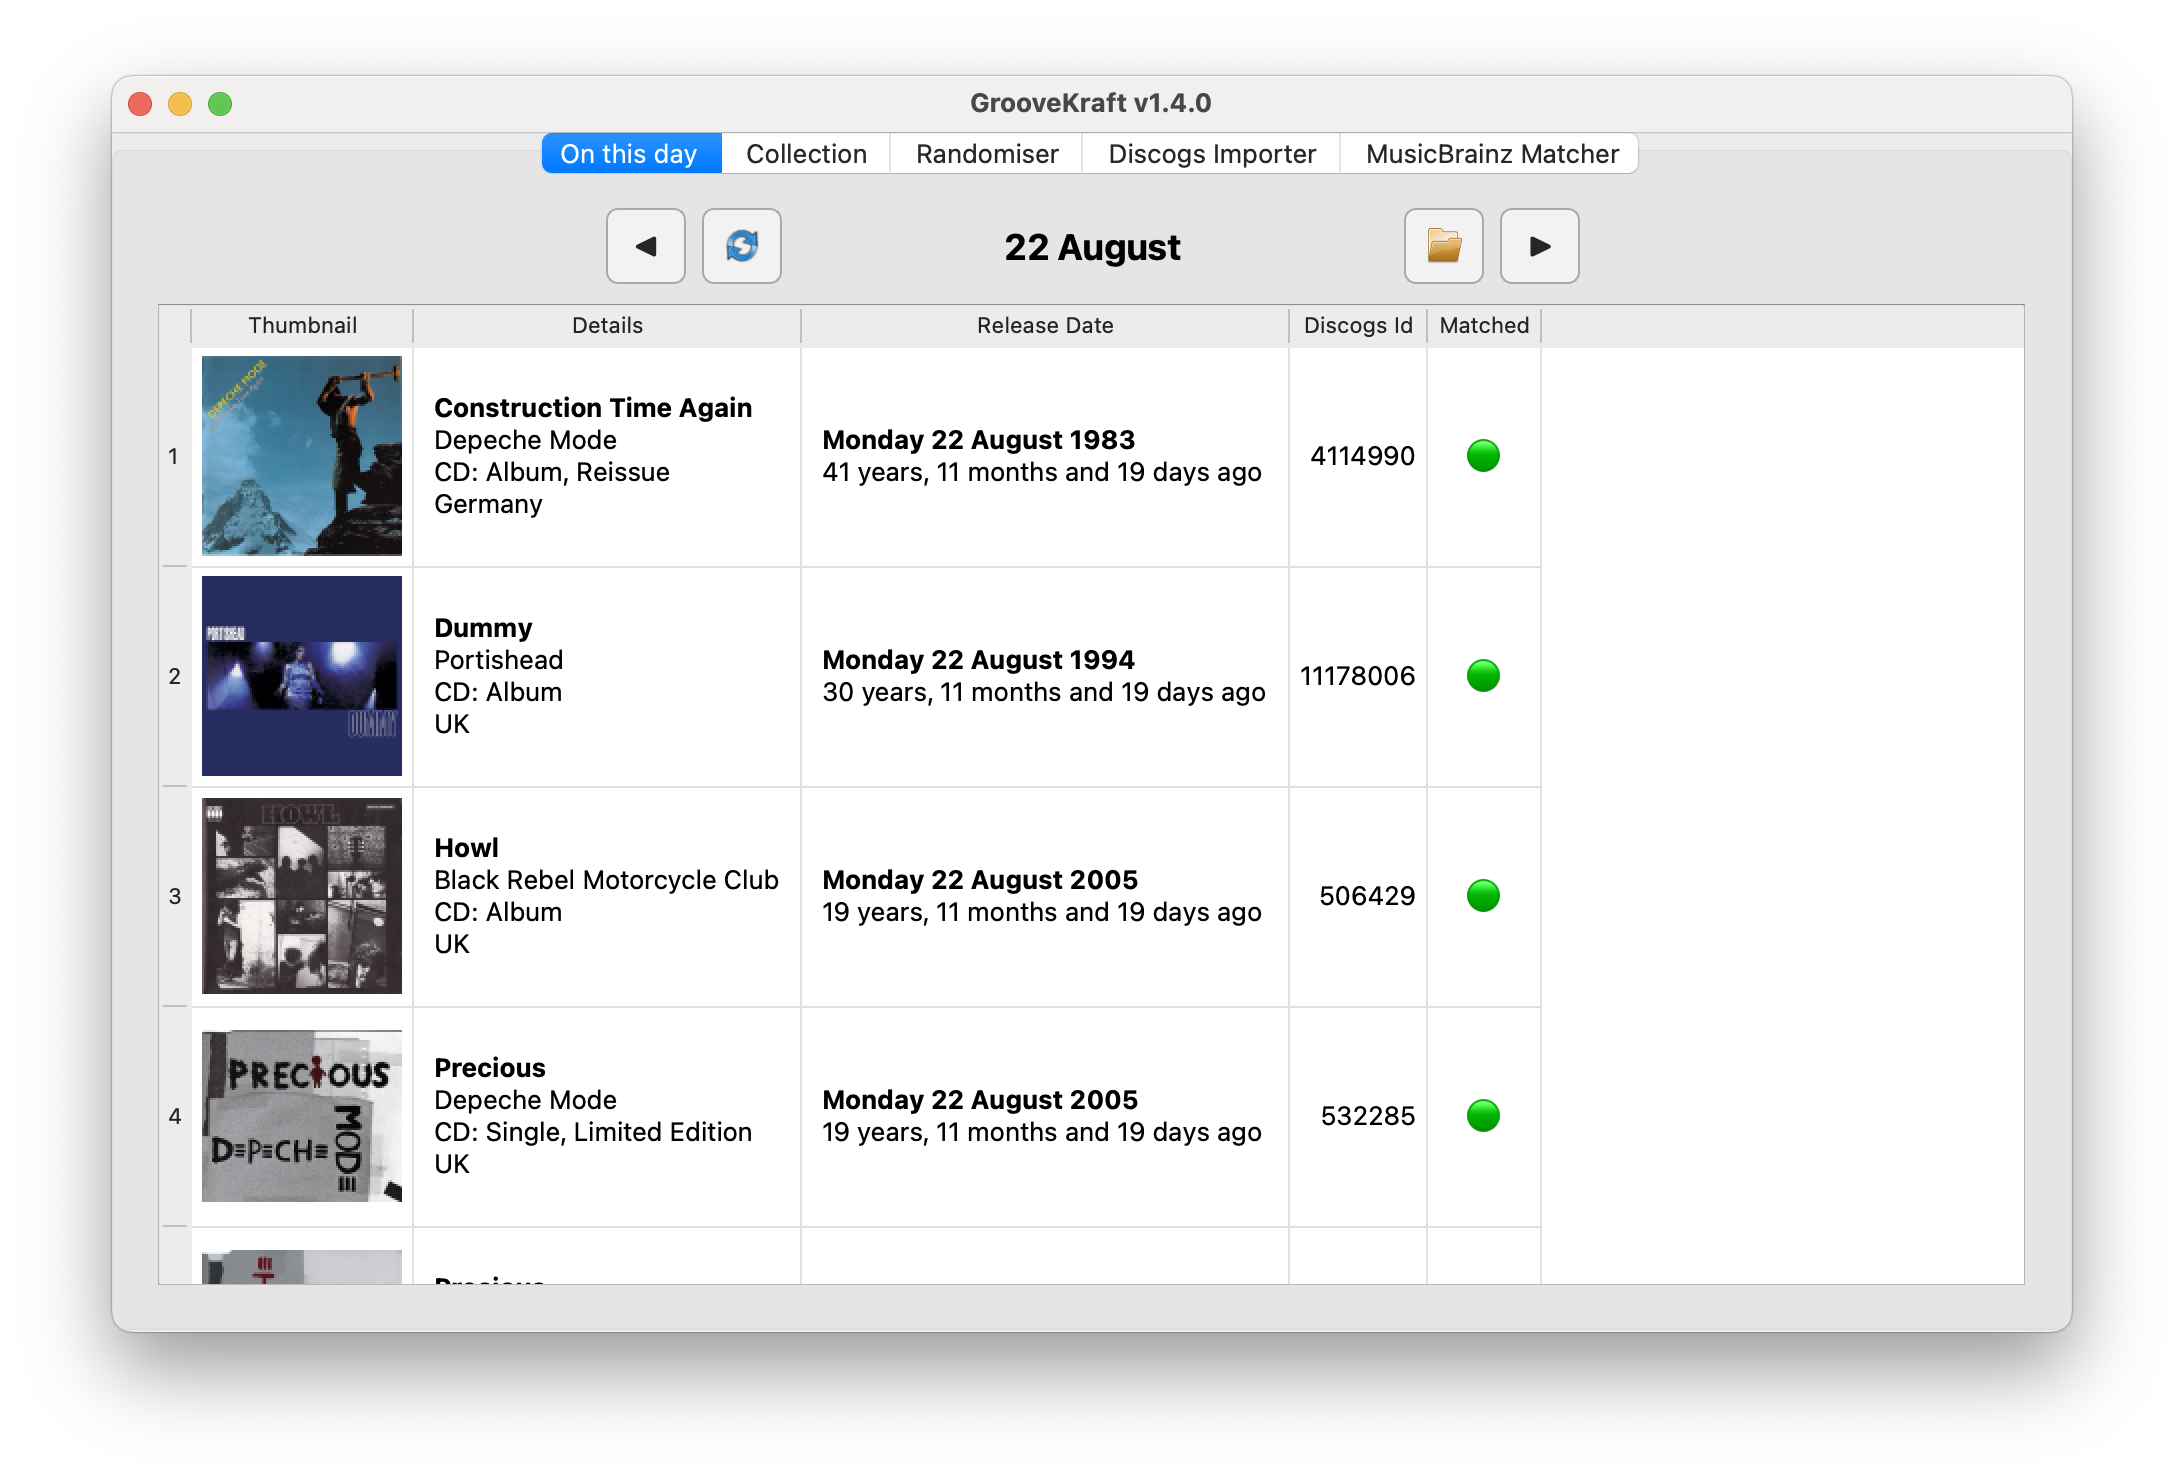 GrooveKraft v1.4.0
On this day
Collection
Randomiser
Discogs Importer
MusicBrainz Matcher
22 August
Thumbnail
Details
Release Date
Discogs Id
Matched
1
DEPECHE MODE
Construction Time Again
Construction Time Again
Depeche Mode
CD: Album, Reissue
Germany
Monday 22 August 1983
41 years, 11 months and 19 days ago
4114990
2
PORTISHEAD
DUMMY
Dummy
Portishead
CD: Album
UK
Monday 22 August 1994
30 years, 11 months and 19 days ago
11178006
3
HOWL
Howl
Black Rebel Motorcycle Club
CD: Album
UK
Monday 22 August 2005
19 years, 11 months and 19 days ago
506429
4
PRECIOUS
DEPECHE
MODE
Precious
Depeche Mode
CD: Single, Limited Edition
UK
Monday 22 August 2005
19 years, 11 months and 19 days ago
532285
Precious